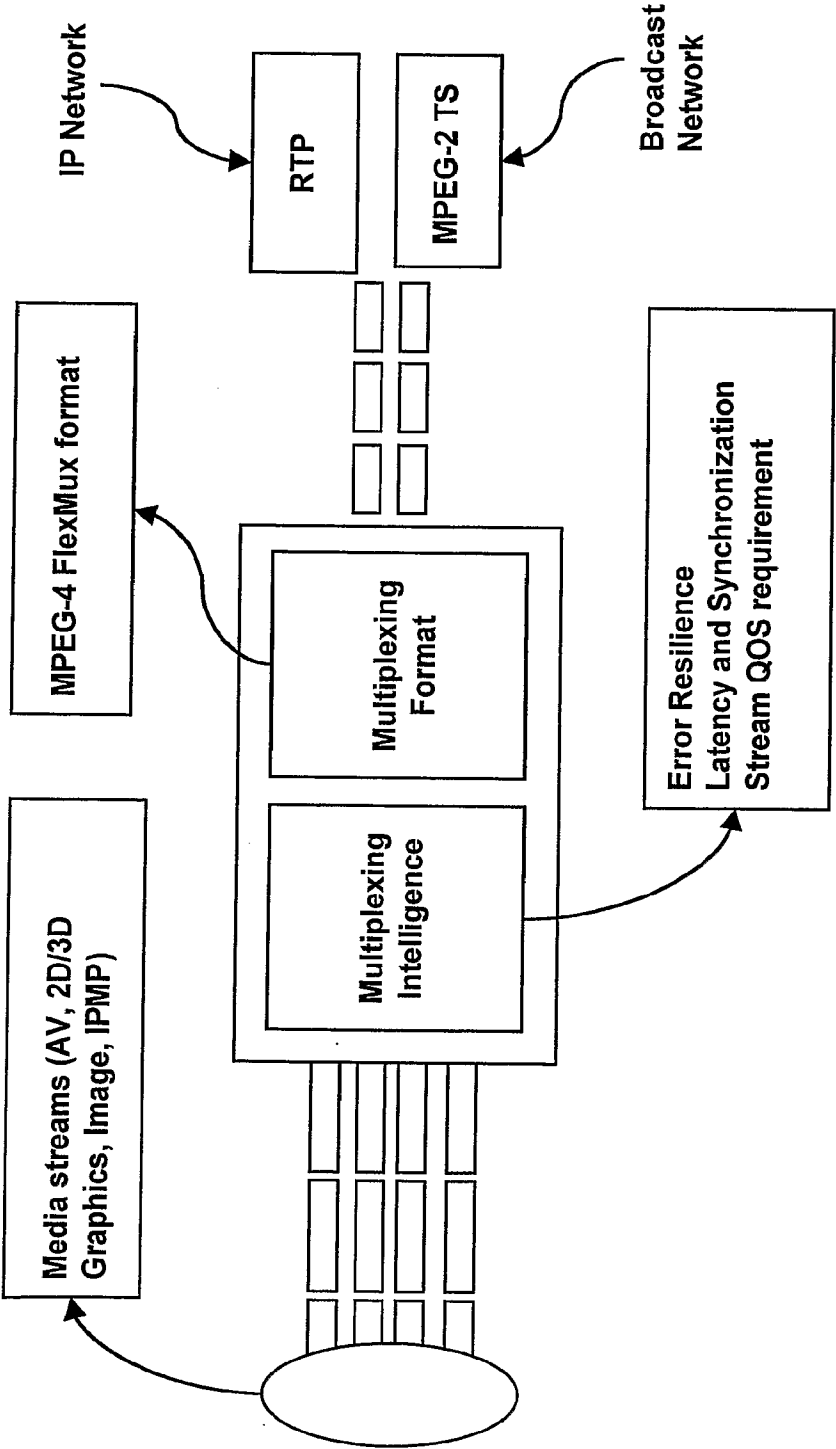 Media streams (AV, 2D/3D
Graphics, Image, IPMP)
MPEG-4 FlexMux format
IP Network
Multiplexing
Intelligence
Multiplexing
Format
RTP
MPEG-2 TS
Error Resilience
Latency and Synchronization
Stream QOS requirement
Broadcast
Network